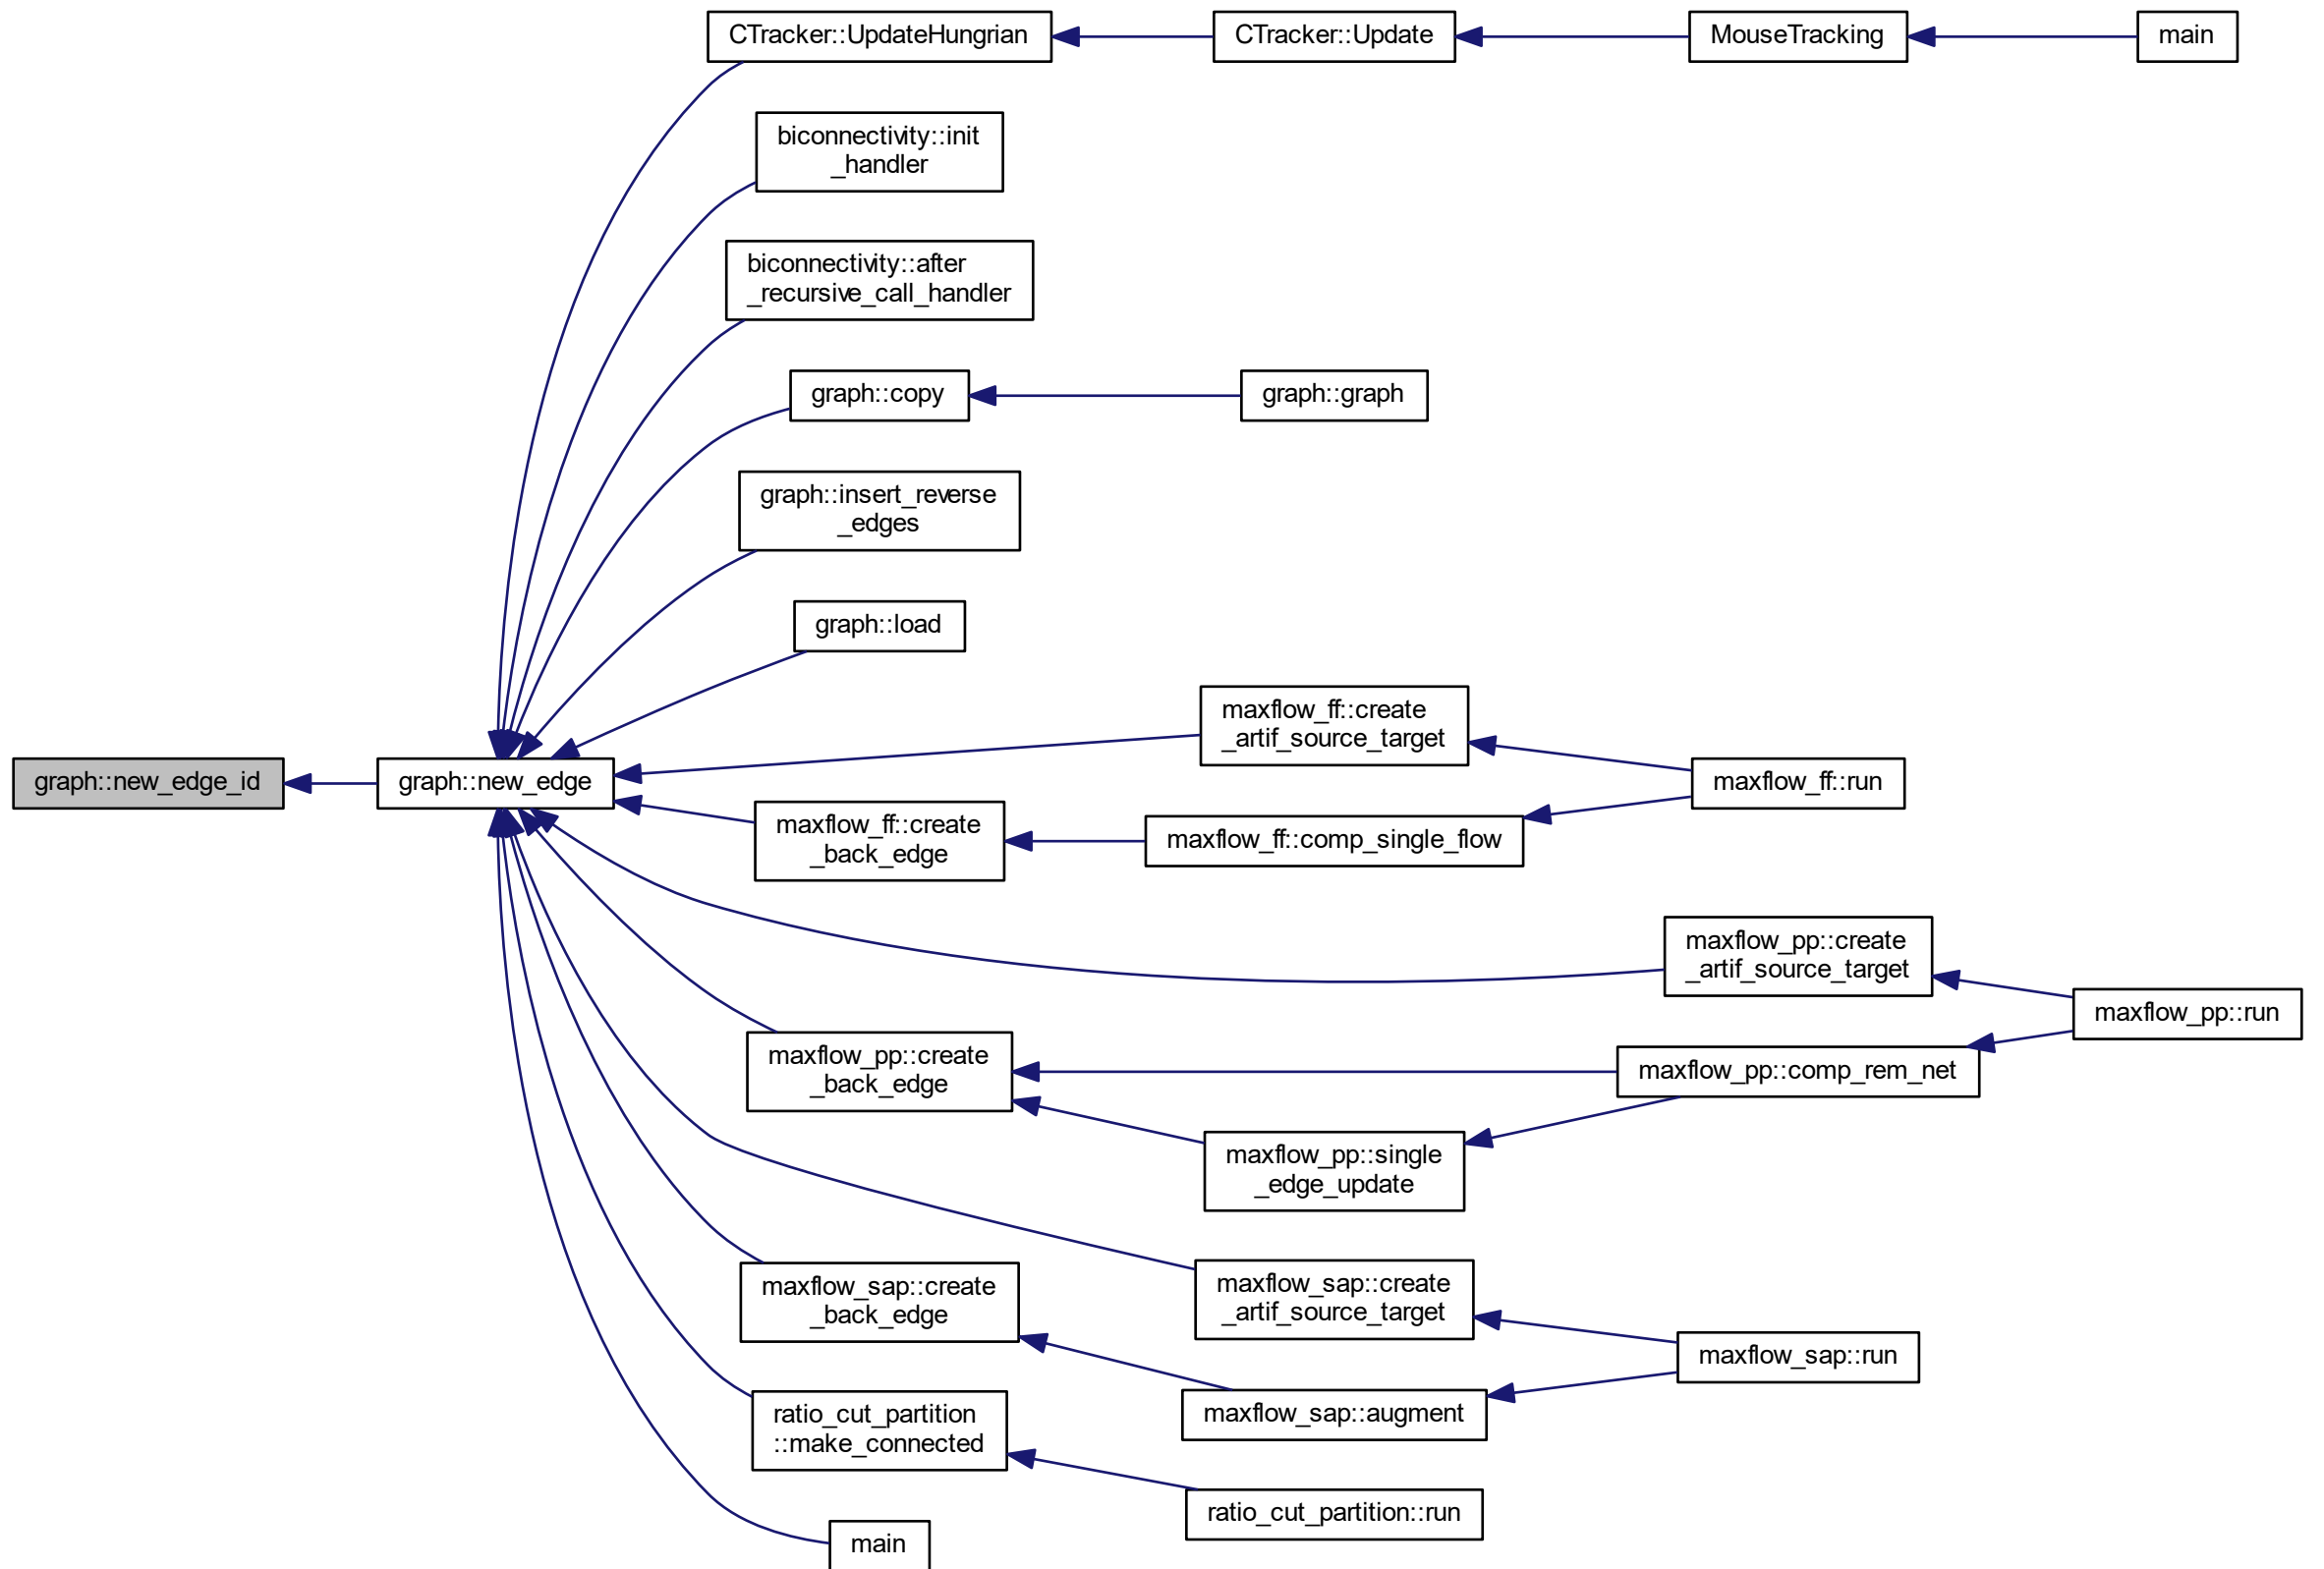 CTracker::UpdateHungrian
CTracker::Update
MouseTracking
main
biconnectivity::init
_handler
biconnectivity::after
_recursive_call_handler
graph::copy
graph::graph
graph::insert_reverse
_edges
graph::load
maxflow_ff::create
_artif_source_target
graph::new_edge_id
graph::new_edge
maxflow_ff::run
maxflow_ff::create
_back_edge
maxflow_ff::comp_single_flow
maxflow_pp::create
_artif_source_target
maxflow_pp::run
maxflow_pp::create
_back_edge
maxflow_pp::comp_rem_net
maxflow_pp::single
_edge_update
maxflow_sap::create
_back_edge
maxflow_sap::create
_artif_source_target
maxflow_sap::run
maxflow_sap::augment
ratio_cut_partition
::make_connected
ratio_cut_partition::run
main